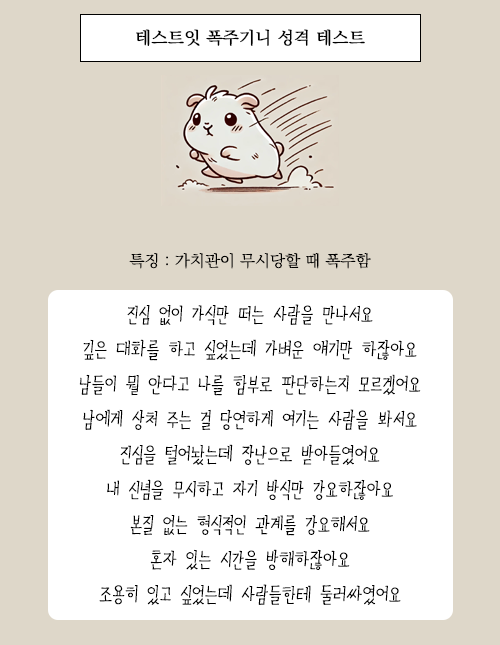 테스트잇 폭주기니 성격 테스트
특징 : 가치관이 무시당할 때 폭주함
진심 없이 가식만 떠는 사람을 만나서요
깊은 대화를 하고 싶었는데 가벼운 얘기만 하잖아요
남들이 뭘 안다고 나를 함부로 판단하는지 모르겠어요
남에게 상처 주는 걸 당연하게 여기는 사람을 봐서요
진심을 털어놨는데 장난으로 받아들였어요
내 신념을 무시하고 자기 방식만 강요하잖아요
본질 없는 형식적인 관계를 강요해서요
혼자 있는 시간을 방해하잖아요
조용히 있고 싶었는데 사람들한테 둘러싸였어요